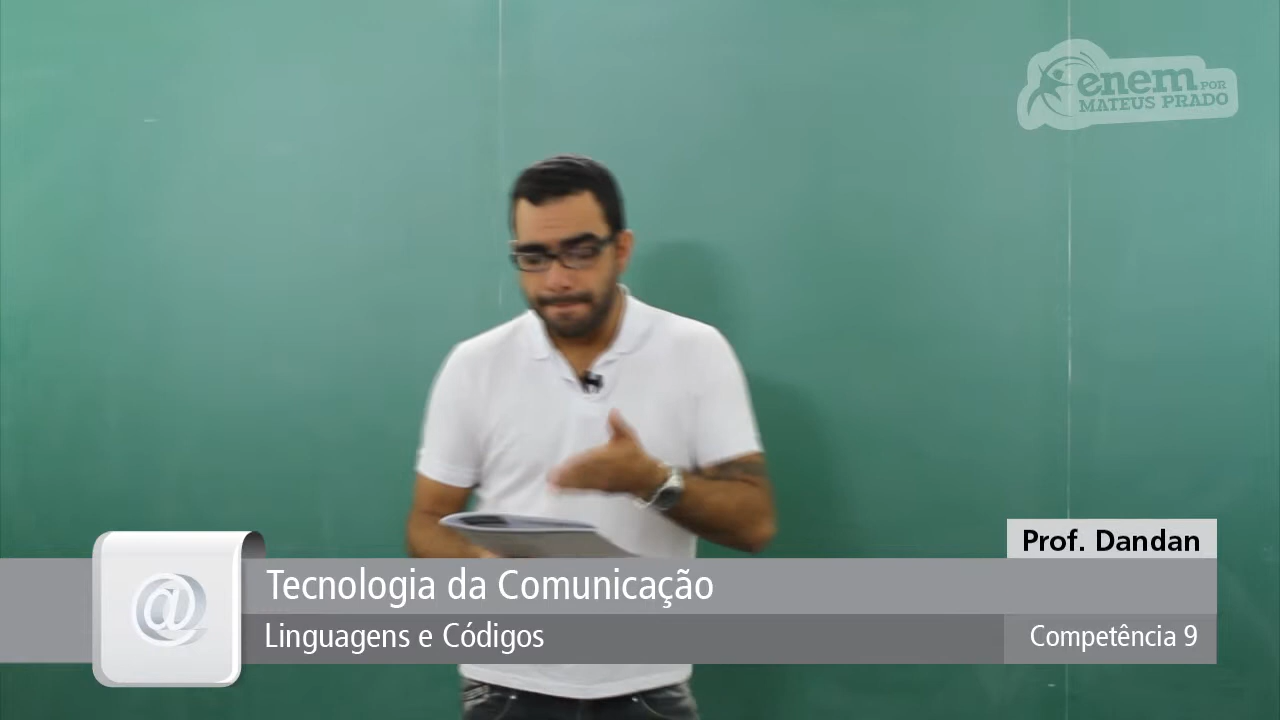 enem POR
MATEUS PRADO
Prof. Dandan
@
Tecnologia da Comunicação
Linguagens e Códigos
Competência 9